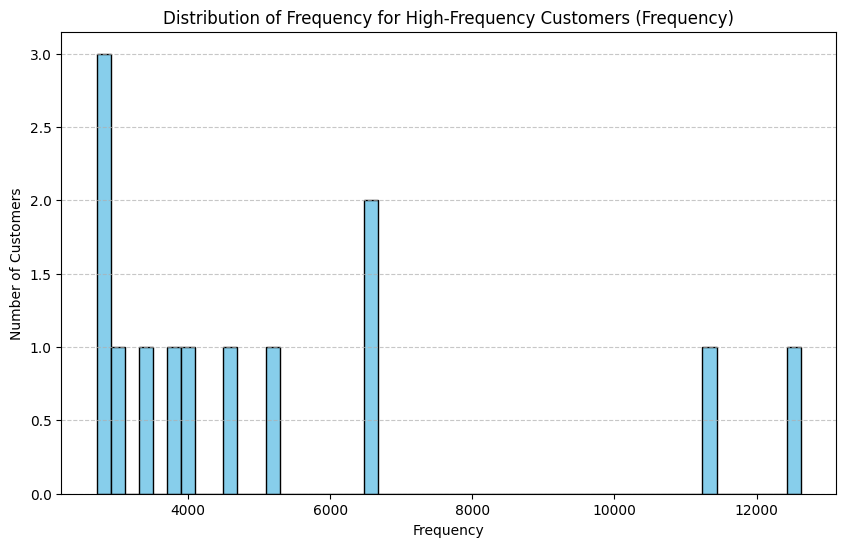 Distribution of Frequency for High-Frequency Customers (Frequency)
Number of Customers
3.0
2.5
2.0
1.5
1.0
0.5
0.0
4000 6000 8000 10000 12000
Frequency